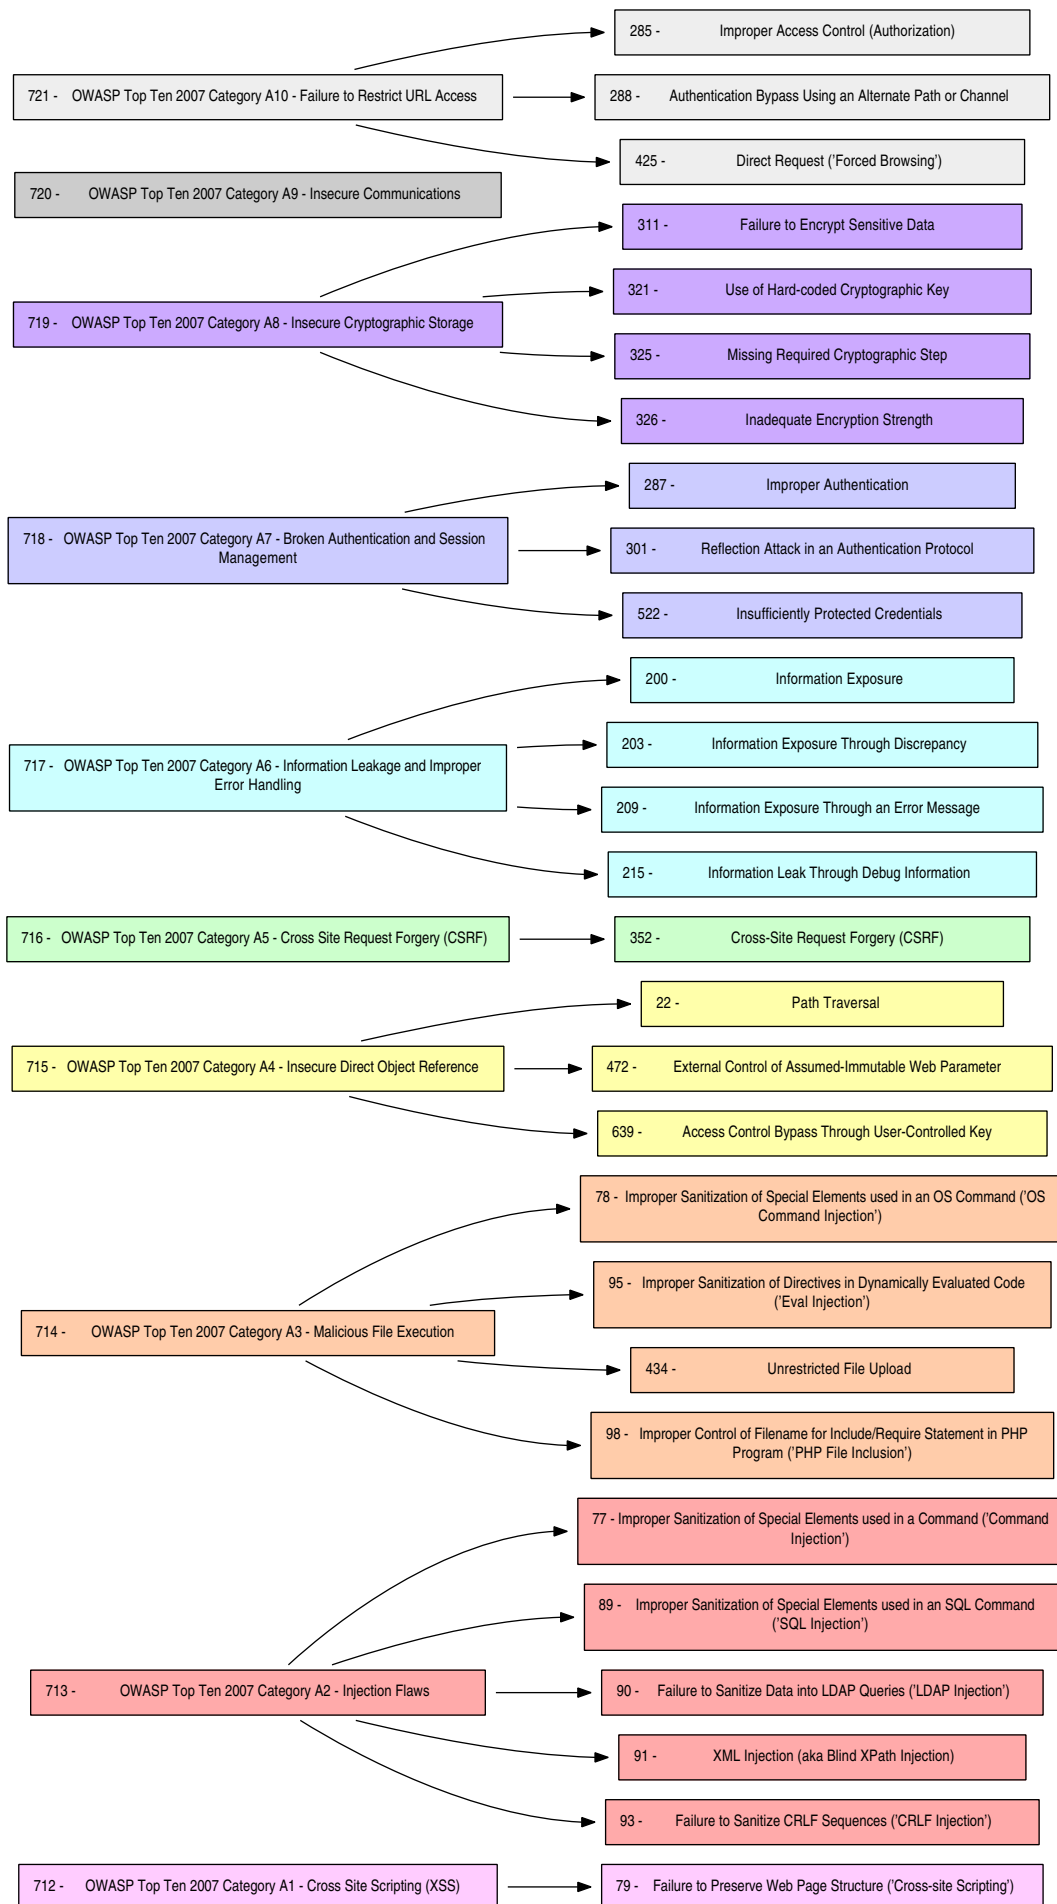 285 - Improper Access Control (Authorization)
721 - OWASP Top Ten 2007 Category A10 - Failure to Restrict URL Access
288 - Authentication Bypass Using an Alternate Path or Channel
425 - Direct Request ('Forced Browsing')
720 - OWASP Top Ten 2007 Category A9 - Insecure Communications
311 - Failure to Encrypt Sensitive Data
321 - Use of Hard-coded Cryptographic Key
719 - OWASP Top Ten 2007 Category A8 - Insecure Cryptographic Storage
325 - Missing Required Cryptographic Step
326 - Inadequate Encryption Strength
287 - Improper Authentication
718 - OWASP Top Ten 2007 Category A7 - Broken Authentication and Session
Management
301 - Reflection Attack in an Authentication Protocol
522 - Insufficiently Protected Credentials
200 - Information Exposure
203 - Information Exposure Through Discrepancy
717 - OWASP Top Ten 2007 Category A6 - Information Leakage and Improper
Error Handling
209 - Information Exposure Through an Error Message
215 - Information Leak Through Debug Information
716 - OWASP Top Ten 2007 Category A5 - Cross Site Request Forgery (CSRF)
352 - Cross-Site Request Forgery (CSRF)
22 - Path Traversal
715 - OWASP Top Ten 2007 Category A4 - Insecure Direct Object Reference
472 - External Control of Assumed-Immutable Web Parameter
639 - Access Control Bypass Through User-Controlled Key
78 - Improper Sanitization of Special Elements used in an OS Command ('OS
Command Injection')
95 - Improper Sanitization of Directives in Dynamically Evaluated Code
('Eval Injection')
714 - OWASP Top Ten 2007 Category A3 - Malicious File Execution
434 - Unrestricted File Upload
98 - Improper Control of Filename for Include/Require Statement in PHP
Program ('PHP File Inclusion')
77 - Improper Sanitization of Special Elements used in a Command ('Command
Injection')
89 - Improper Sanitization of Special Elements used in an SQL Command
('SQL Injection')
713 - OWASP Top Ten 2007 Category A2 - Injection Flaws
90 - Failure to Sanitize Data into LDAP Queries ('LDAP Injection')
91 - XML Injection (aka Blind XPath Injection)
93 - Failure to Sanitize CRLF Sequences ('CRLF Injection')
712 - OWASP Top Ten 2007 Category A1 - Cross Site Scripting (XSS)
79 - Failure to Preserve Web Page Structure ('Cross-site Scripting')